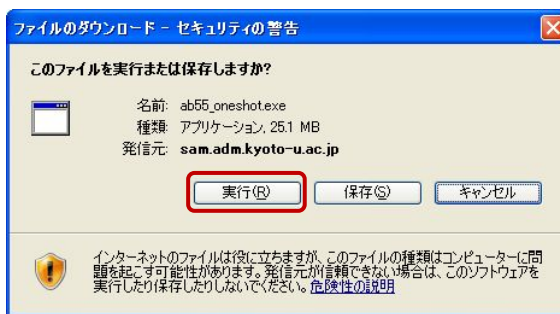 ファイルのダウンロード - セキュリティの警告
このファイルを実行または保存しますか?
名前: ab55_oneshot.exe
種類: アプリケーション, 25.1 MB
発信元: sam.adm.kyoto-u.ac.jp
実行(R) 保存(S) キャンセル
インターネットのファイルは役に立ちますが、このファイルの種類はコンピューターに問
題を起こす可能性があります。発信元が信頼できない場合は、このソフトウェアを
実行したり保存したりしないでください。危険性の説明